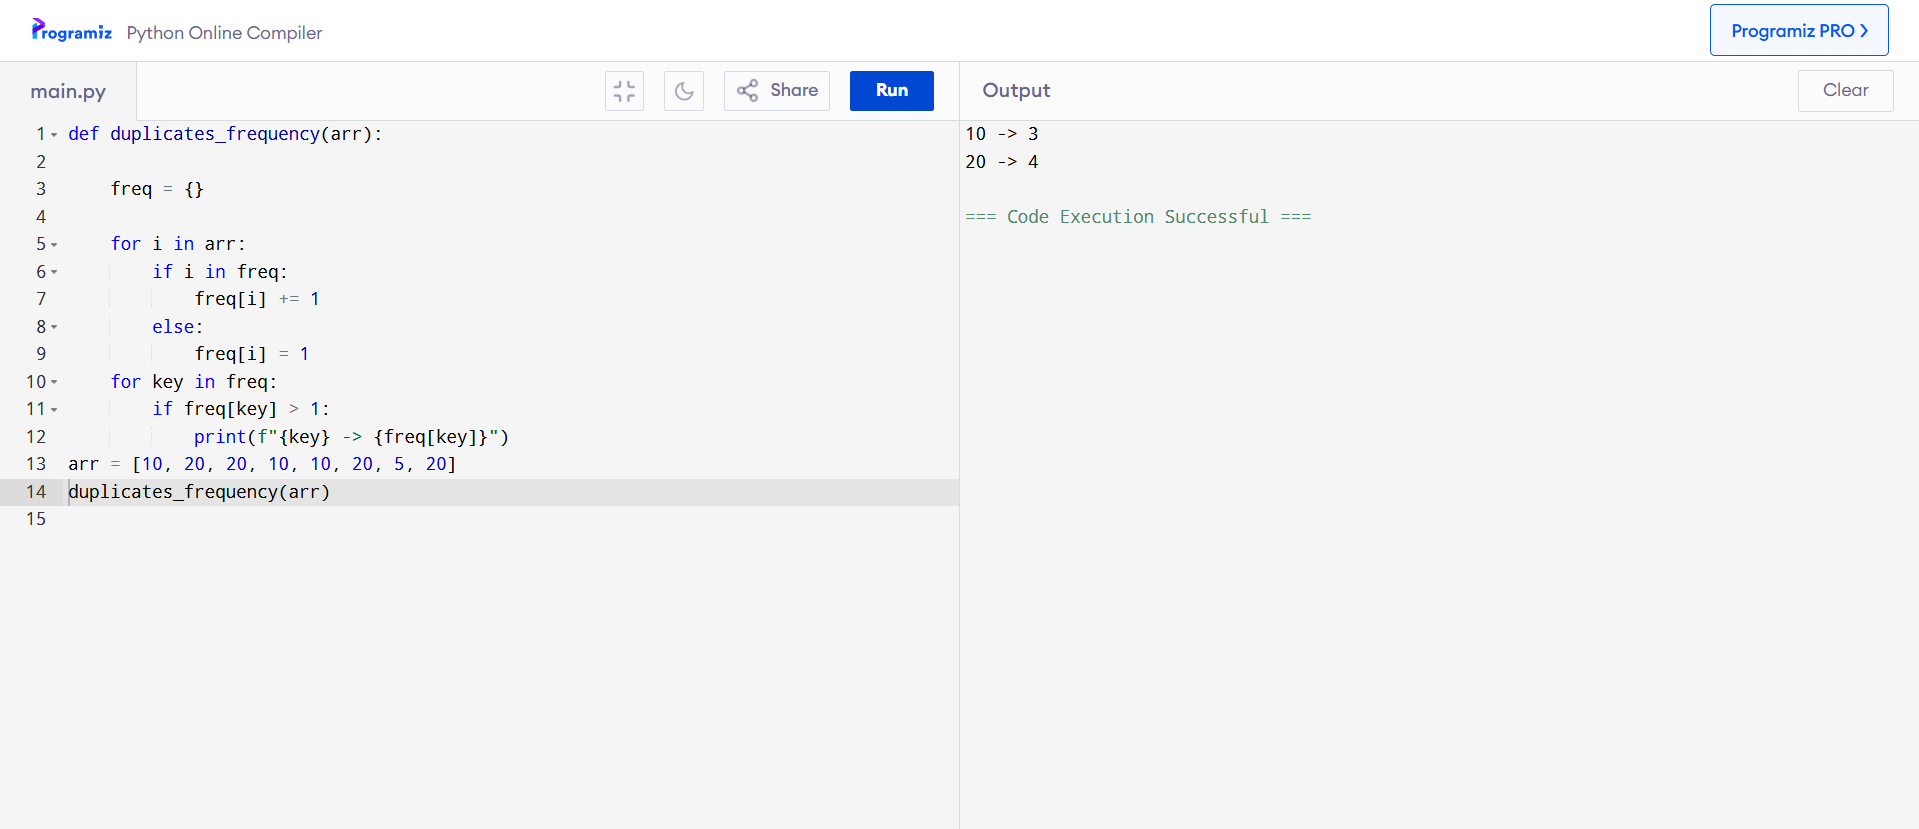 Programiz Python Online Compiler
Programiz PRO
main.py
Share
Run
Output
Clear
1 def duplicates_frequency(arr):
2
3     freq = {}
4
5     for i in arr:
6         if i in freq:
7             freq[i] += 1
8         else:
9             freq[i] = 1
10     for key in freq:
11         if freq[key] > 1:
12             print(f"{key} -> {freq[key]}")
13 arr = [10, 20, 20, 10, 10, 20, 5, 20]
14 duplicates_frequency(arr)
15
10 -> 3
20 -> 4
=== Code Execution Successful ===